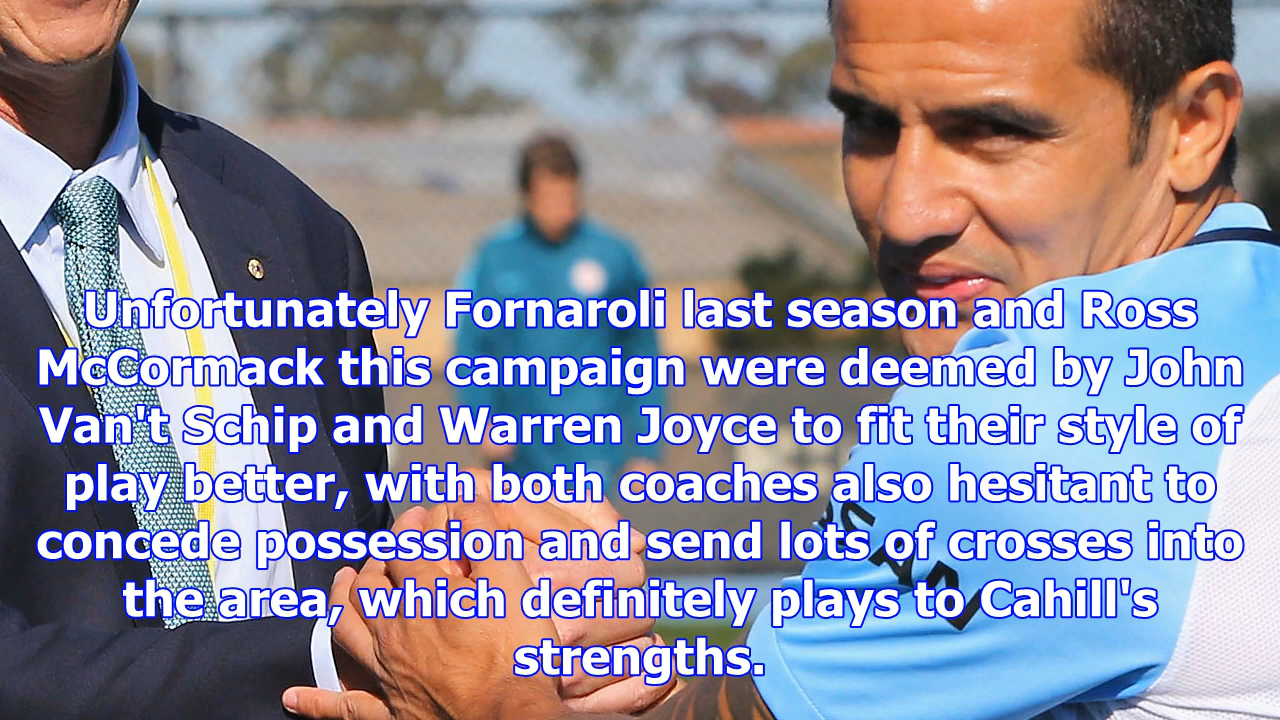 Unfortunately Fornaroli last season and Ross
McCormack this campaign were deemed by John
Van't Schip and Warren Joyce to fit their style of
play better, with both coaches also hesitant to
concede possession and send lots of crosses into
the area, which definitely plays to Cahill's
strengths.